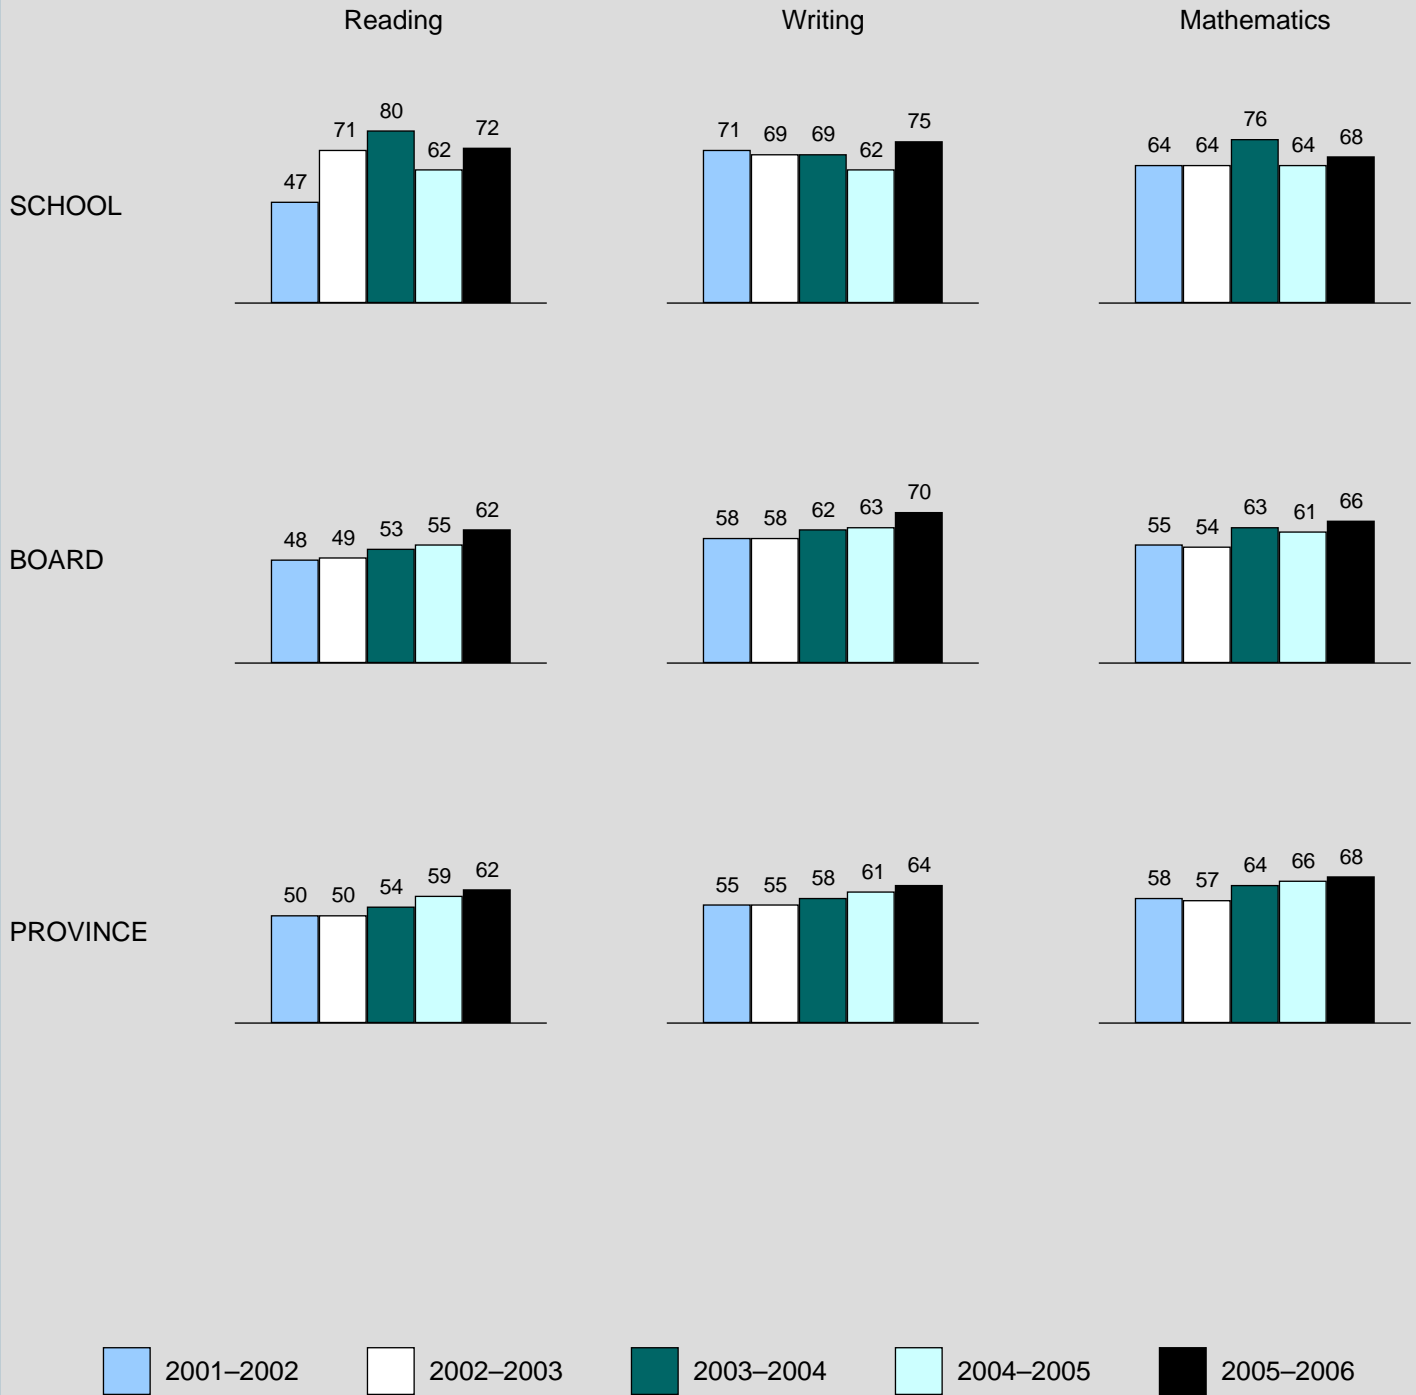 Reading Writing Mathematics
80
71 72
62
47
71 69 69 75
62
76
64 64 64 68
SCHOOL
48 49 53 55 62
58 58 62 63 70
55 54 63 61 66
BOARD
50 50 54 59 62
55 55 58 61 64
58 57 64 66 68
PROVINCE
2001–2002 2002–2003 2003–2004 2004–2005 2005–2006